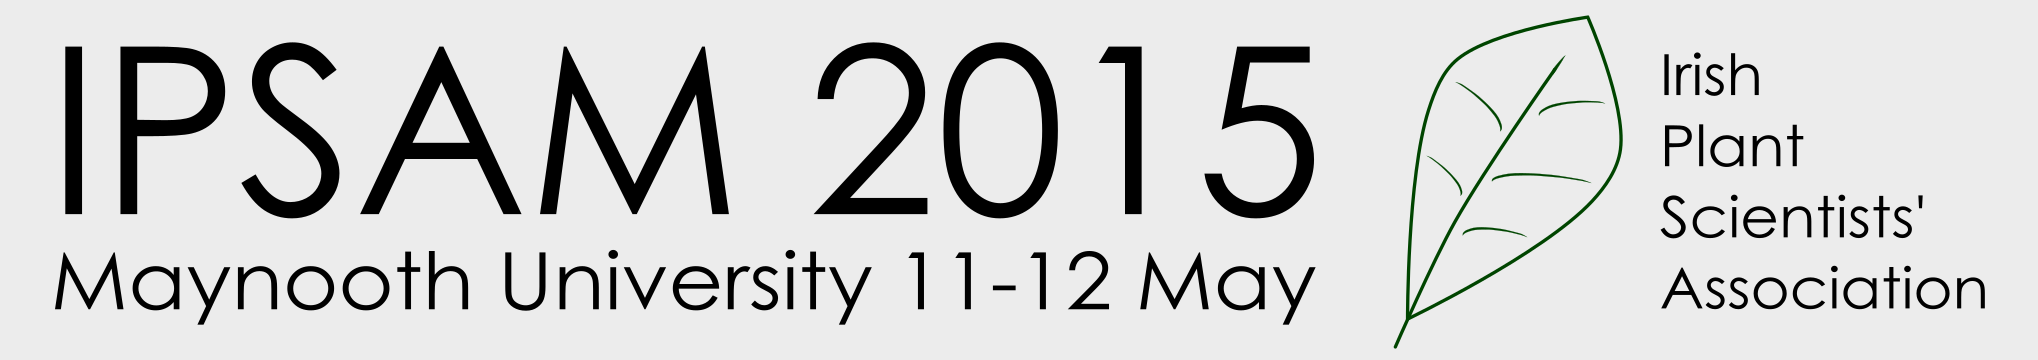 IPSAM 2015
Maynooth University 11-12 May
Irish
Plant
Scientists'
Association